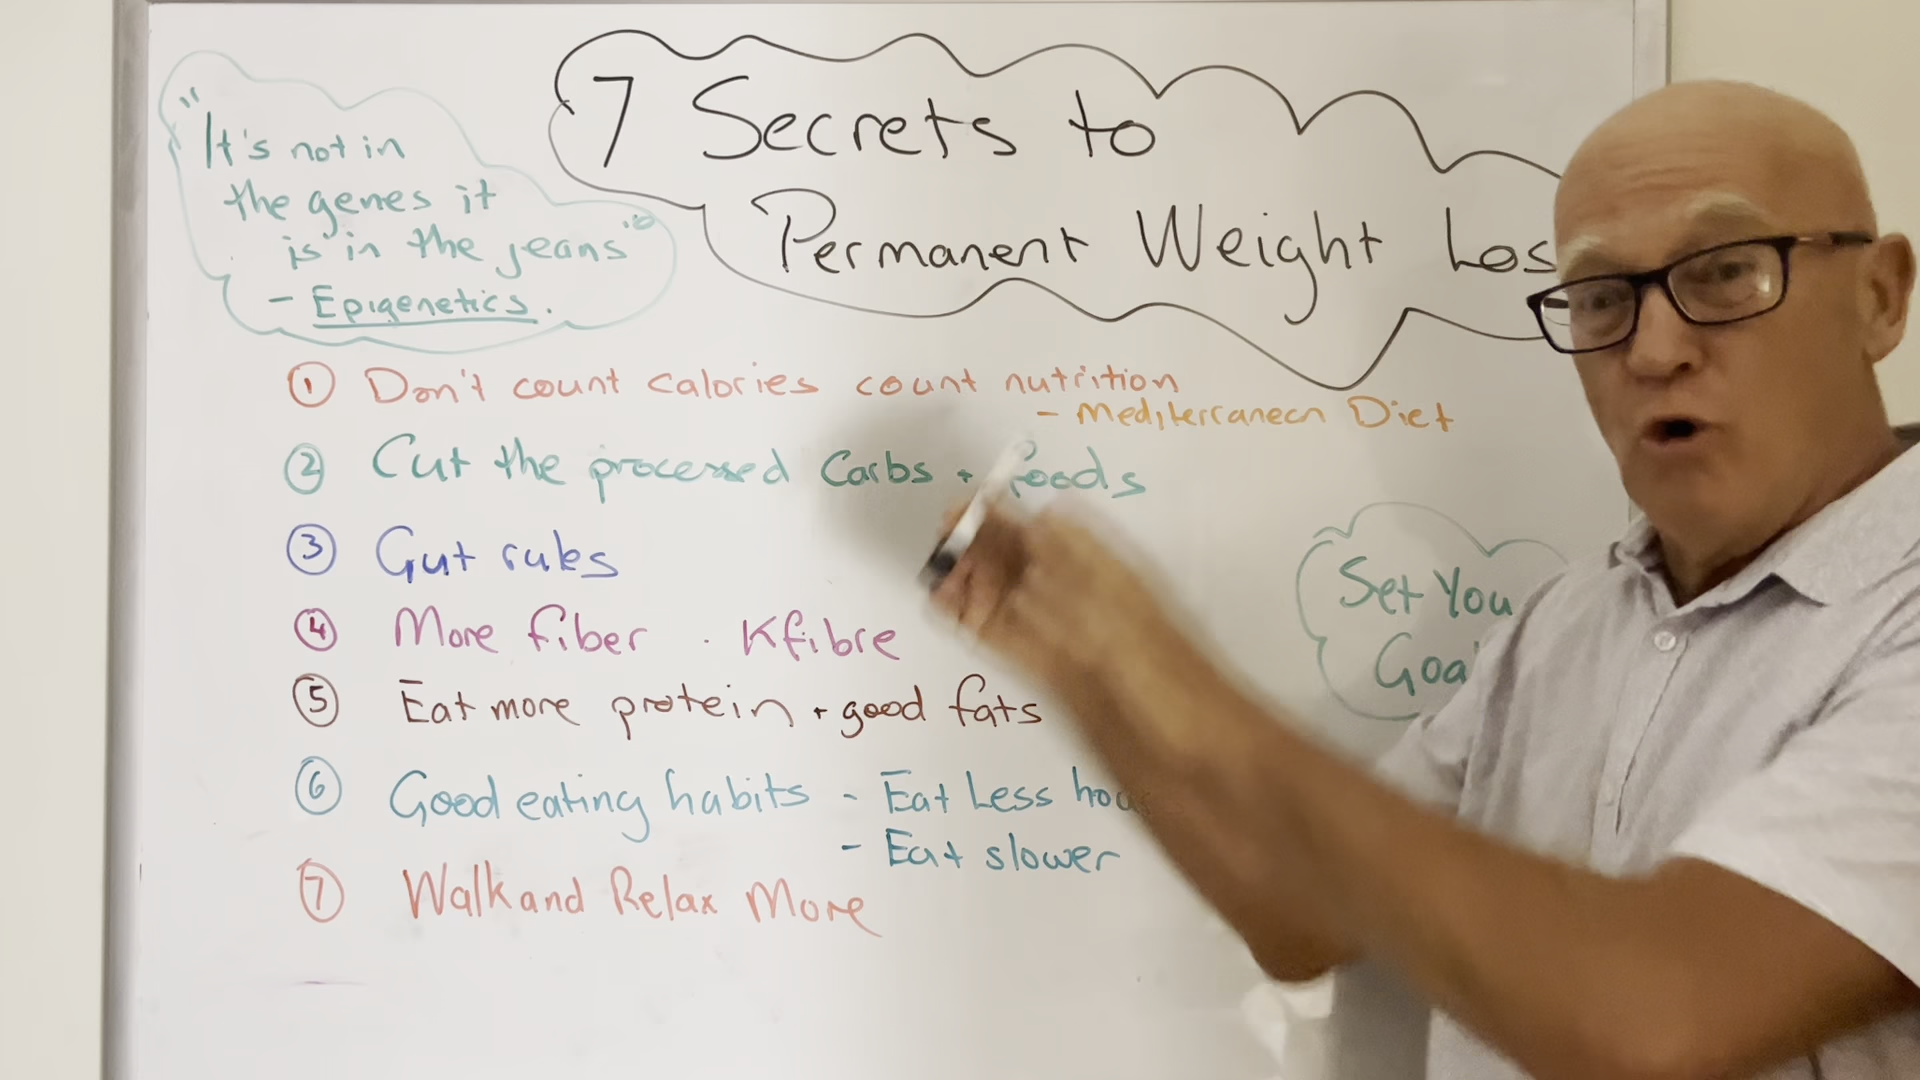 "It's not in
the genes it
is in the jeans"
- Epigenetics.
7 Secrets to
Permanent Weight Los
① Don't count calories count nutrition
- Mediterranean Diet
② Cut the processed Carbs + foods
③ Gut rules
④ More fiber . Kfibre
⑤ Eat more protein + good fats
⑥ Good eating habits - Eat Less
- Eat slower
⑦ Walk and Relax More
Set You
Goa